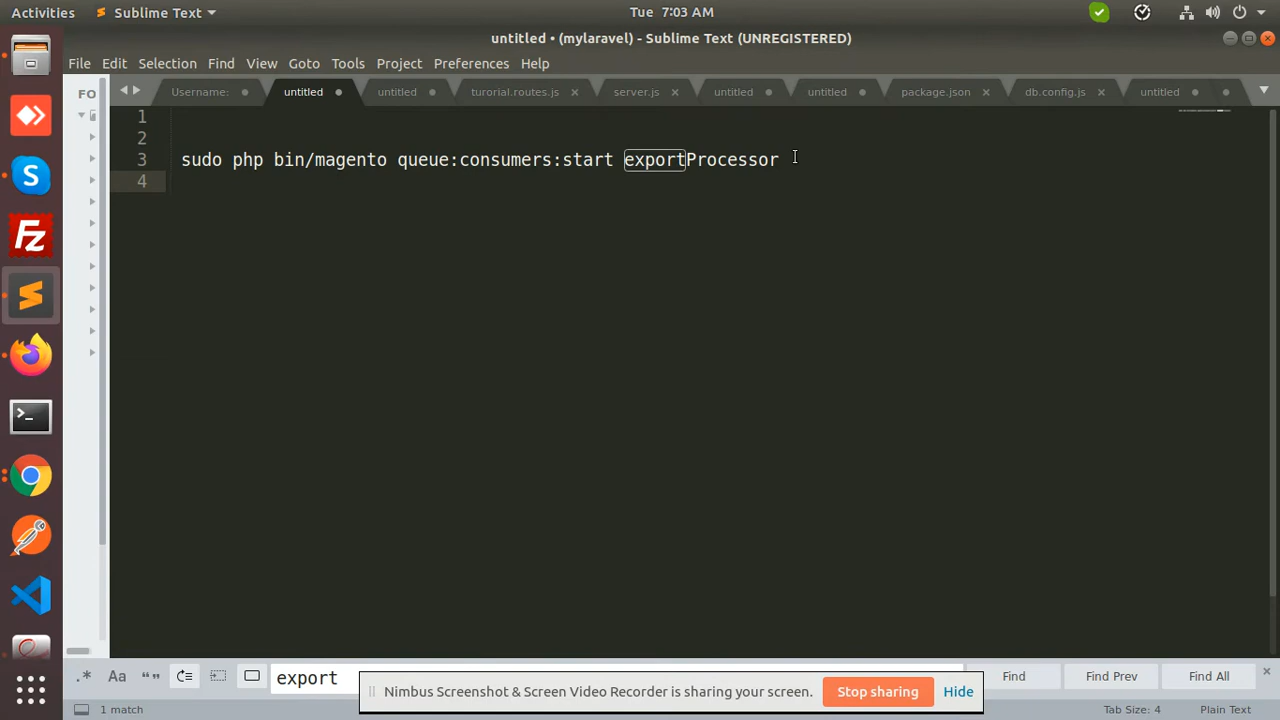 Activities Sublime Text Tue 7:03 AM
untitled • (mylaravel) - Sublime Text (UNREGISTERED)
File Edit Selection Find View Goto Tools Project Preferences Help
FO Username: untitled untitled turorial.routes.js server.js untitled untitled package.json db.config.js untitled
1
2
3 sudo php bin/magento queue:consumers:start exportProcessor
4
.* Aa “” export Find Find Prev Find All
Nimbus Screenshot & Screen Video Recorder is sharing your screen. Stop sharing Hide
1 match Tab Size: 4 Plain Text